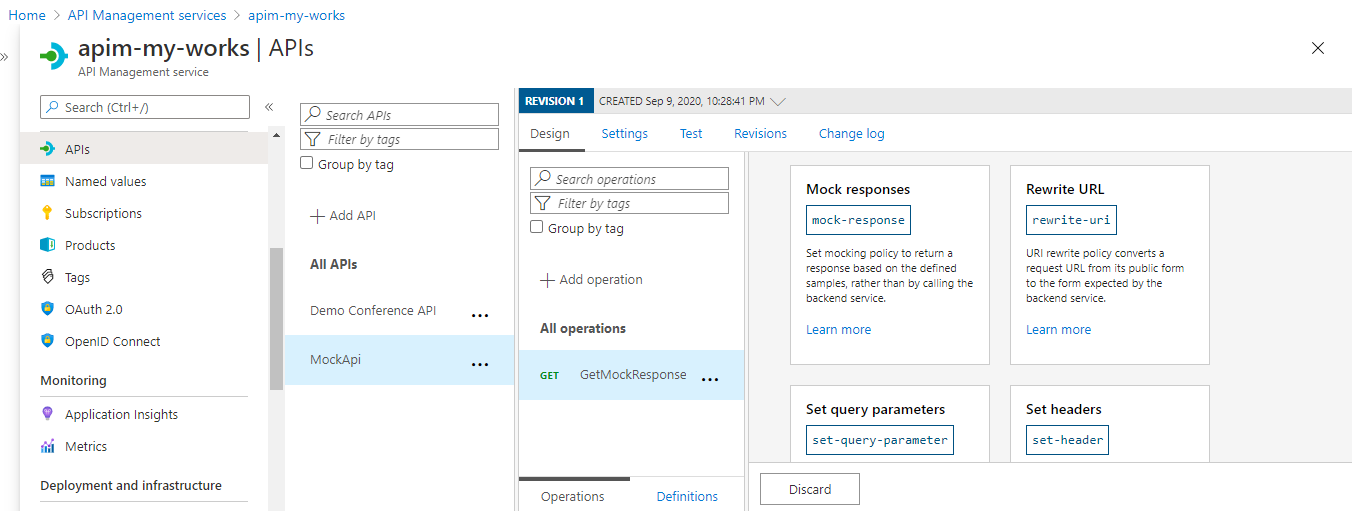 Home > API Management services > apim-my-works
apim-my-works | APIs
API Management service
Search (Ctrl+/)
APIs
Named values
Subscriptions
Products
Tags
OAuth 2.0
OpenID Connect
Monitoring
Application Insights
Metrics
Deployment and infrastructure
Search APIs
Filter by tags
Group by tag
Add API
All APIs
Demo Conference API
MockApi
REVISION 1 CREATED Sep 9, 2020, 10:28:41 PM
Design Settings Test Revisions Change log
Search operations
Filter by tags
Group by tag
Add operation
All operations
GET GetMockResponse
Operations Definitions
Mock responses
mock-response
Set mocking policy to return a
response based on the defined
samples, rather than by calling the
backend service.
Learn more
Rewrite URL
rewrite-uri
URI rewrite policy converts a
request URL from its public form
to the form expected by the
backend service.
Learn more
Set query parameters
set-query-parameter
Set headers
set-header
Discard